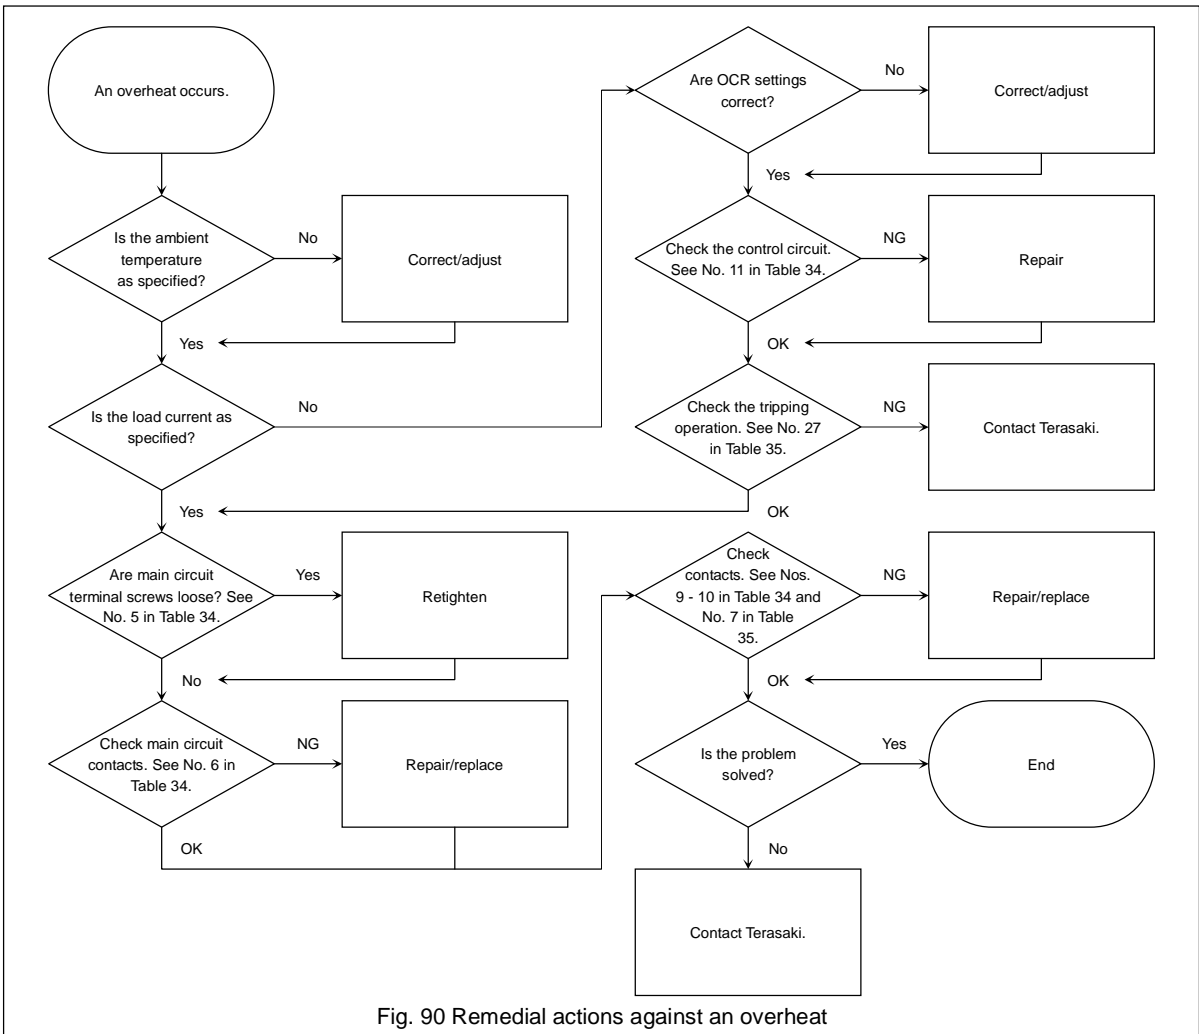 An overheat occurs.
Is the ambient
temperature
as specified?
No
Correct/adjust
Yes
Is the load current as
specified?
No
Yes
Are main circuit
terminal screws loose? See
No. 5 in Table 34.
Yes
Retighten
No
Check main circuit
contacts. See No. 6 in
Table 34.
NG
Repair/replace
OK
Are OCR settings
correct?
No
Correct/adjust
Yes
Check the control circuit.
See No. 11 in Table 34.
NG
Repair
OK
Check the tripping
operation. See No. 27
in Table 35.
NG
Contact Terasaki.
OK
Check
contacts. See Nos.
9 - 10 in Table 34 and
No. 7 in Table
35.
NG
Repair/replace
OK
Is the problem
solved?
Yes
End
No
Contact Terasaki.
Fig. 90 Remedial actions against an overheat